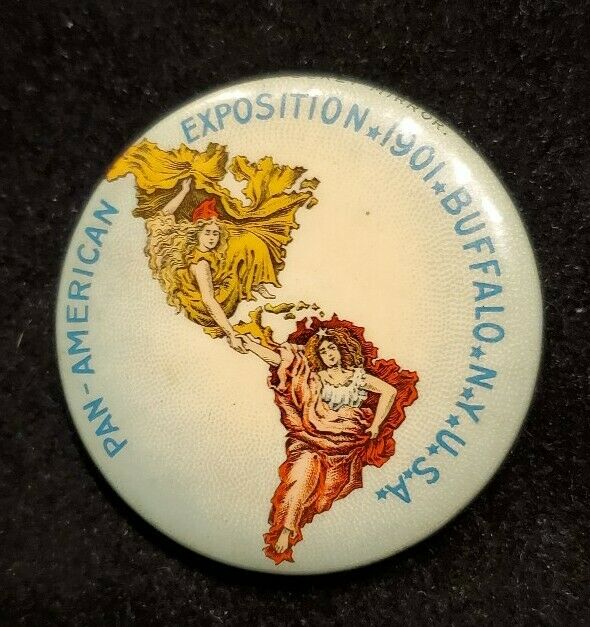 PAN-AMERICAN EXPOSITION★1901★BUFFALO★N★Y★U★S★A★